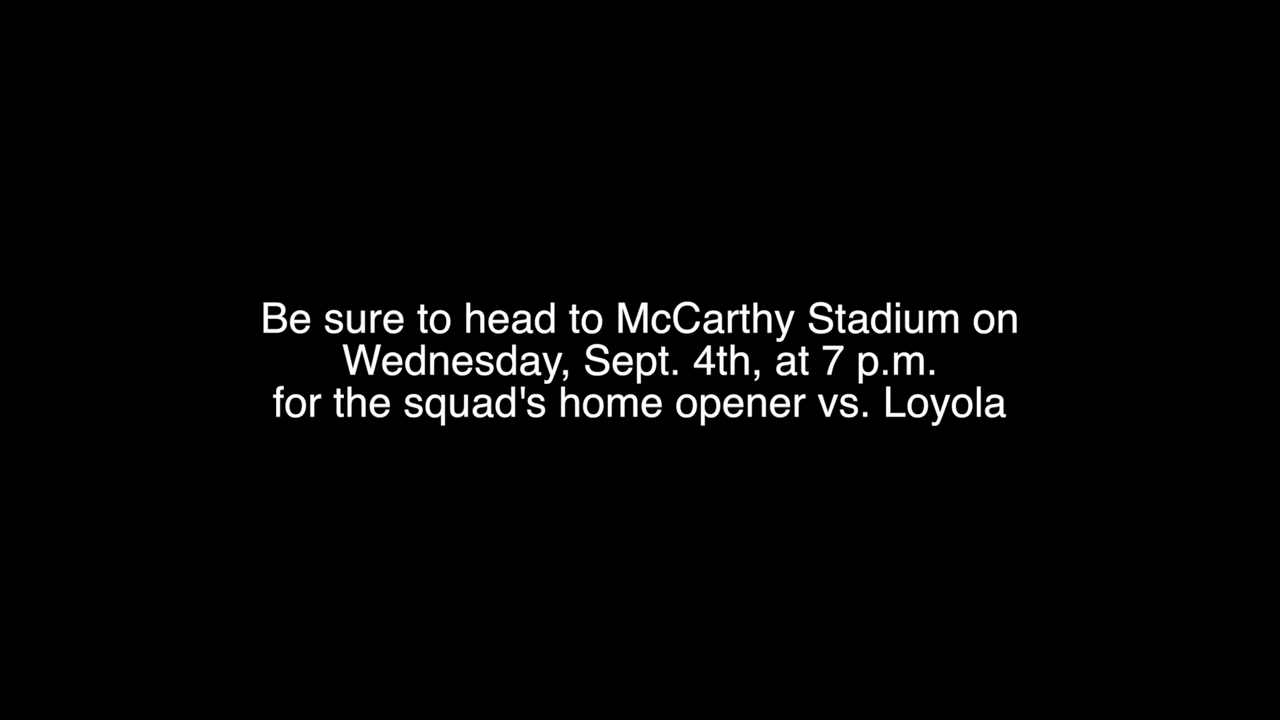 Be sure to head to McCarthy Stadium on
Wednesday, Sept. 4th, at 7 p.m.
for the squad's home opener vs. Loyola